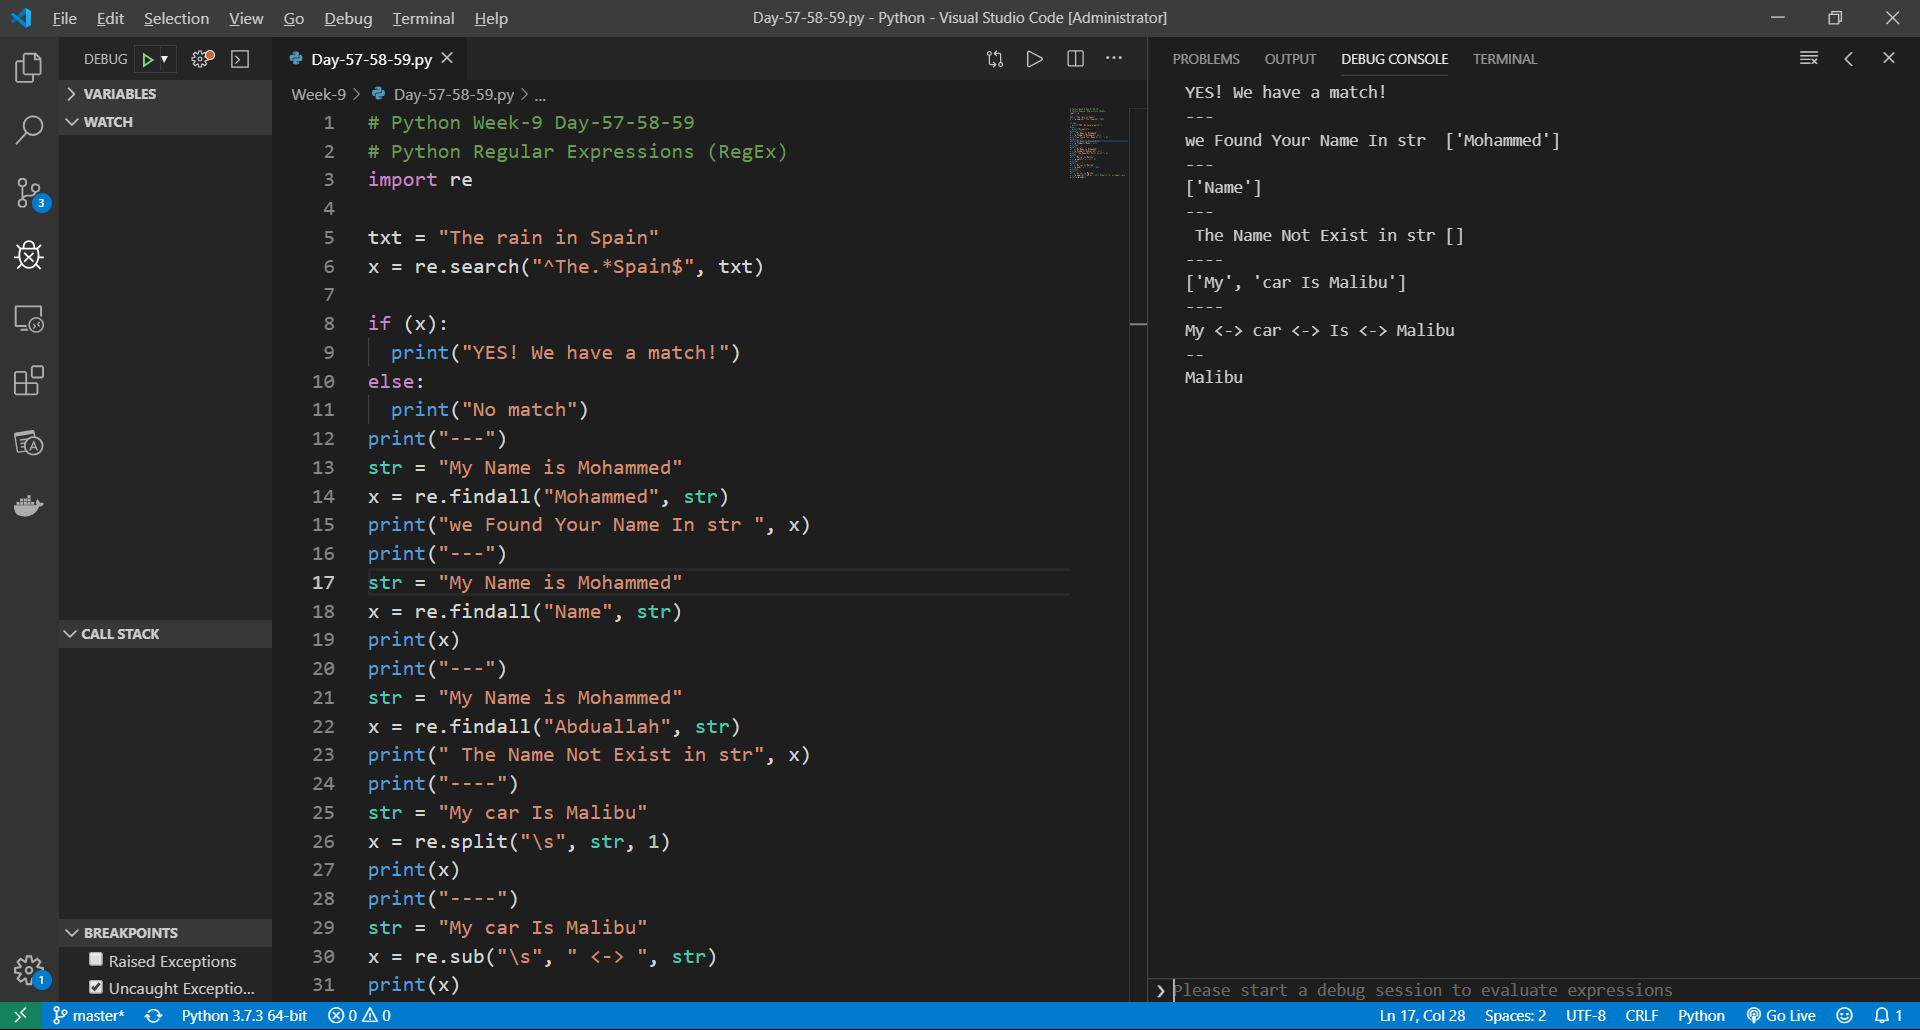 File Edit Selection View Go Debug Terminal Help
Day-57-58-59.py - Python - Visual Studio Code [Administrator]
DEBUG
VARIABLES
WATCH
CALL STACK
BREAKPOINTS
Raised Exceptions
Uncaught Exceptio...
3
1
Day-57-58-59.py
Week-9 > Day-57-58-59.py > ...
1 # Python Week-9 Day-57-58-59
2 # Python Regular Expressions (RegEx)
3 import re
4
5 txt = "The rain in Spain"
6 x = re.search("^The.*Spain$", txt)
7
8 if (x):
9   print("YES! We have a match!")
10 else:
11   print("No match")
12 print("---")
13 str = "My Name is Mohammed"
14 x = re.findall("Mohammed", str)
15 print("we Found Your Name In str ", x)
16 print("---")
17 str = "My Name is Mohammed"
18 x = re.findall("Name", str)
19 print(x)
20 print("---")
21 str = "My Name is Mohammed"
22 x = re.findall("Abduallah", str)
23 print(" The Name Not Exist in str", x)
24 print("----")
25 str = "My car Is Malibu"
26 x = re.split("\s", str, 1)
27 print(x)
28 print("----")
29 str = "My car Is Malibu"
30 x = re.sub("\s", " <-> ", str)
31 print(x)
PROBLEMS OUTPUT DEBUG CONSOLE TERMINAL
YES! We have a match!
---
we Found Your Name In str  ['Mohammed']
---
['Name']
---
 The Name Not Exist in str []
----
['My', 'car Is Malibu']
----
My <-> car <-> Is <-> Malibu
--
Malibu
Please start a debug session to evaluate expressions
master* Python 3.7.3 64-bit 0 0 Ln 17, Col 28 Spaces: 2 UTF-8 CRLF Python Go Live 1